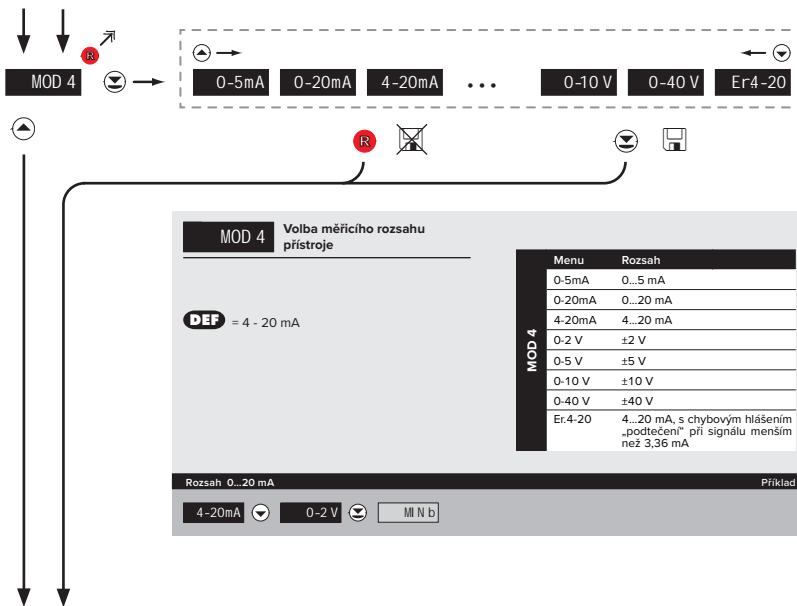 R
MOD 4
0-5mA 0-20mA 4-20mA ... 0-10 V 0-40 V Er4-20
R
MOD 4
Volba měřicího rozsahu
přístroje
DEF = 4 - 20 mA
MOD 4
Menu Rozsah
0-5mA 0...5 mA
0-20mA 0...20 mA
4-20mA 4...20 mA
0-2 V ±2 V
0-5 V ±5 V
0-10 V ±10 V
0-40 V ±40 V
Er.4-20 4...20 mA, s chybovým hlášením
„podtečení“ při signálu menším
než 3,36 mA
Rozsah 0...20 mA Příklad
4-20mA 0-2 V MIN b